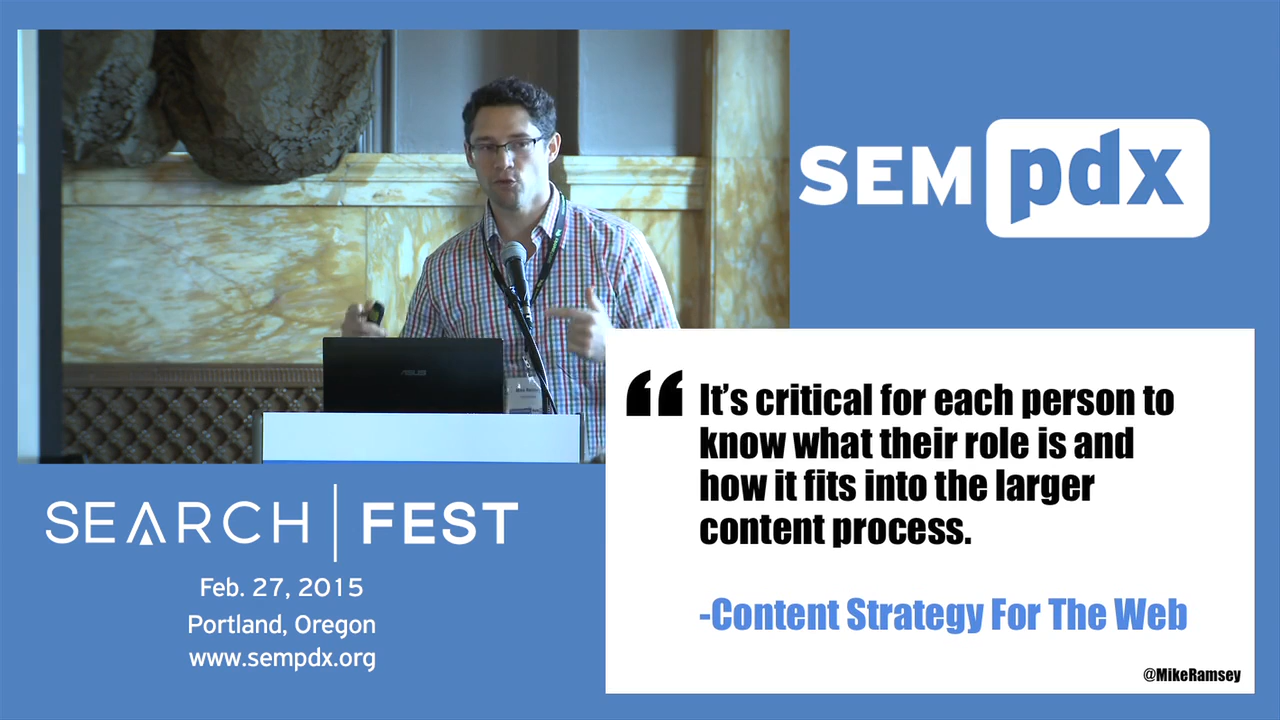 SEM pdx
ASUS
“It's critical for each person to
know what their role is and
how it fits into the larger
content process.
-Content Strategy For The Web
@MikeRamsey
SEARCH FEST
Feb. 27, 2015
Portland, Oregon
www.sempdx.org